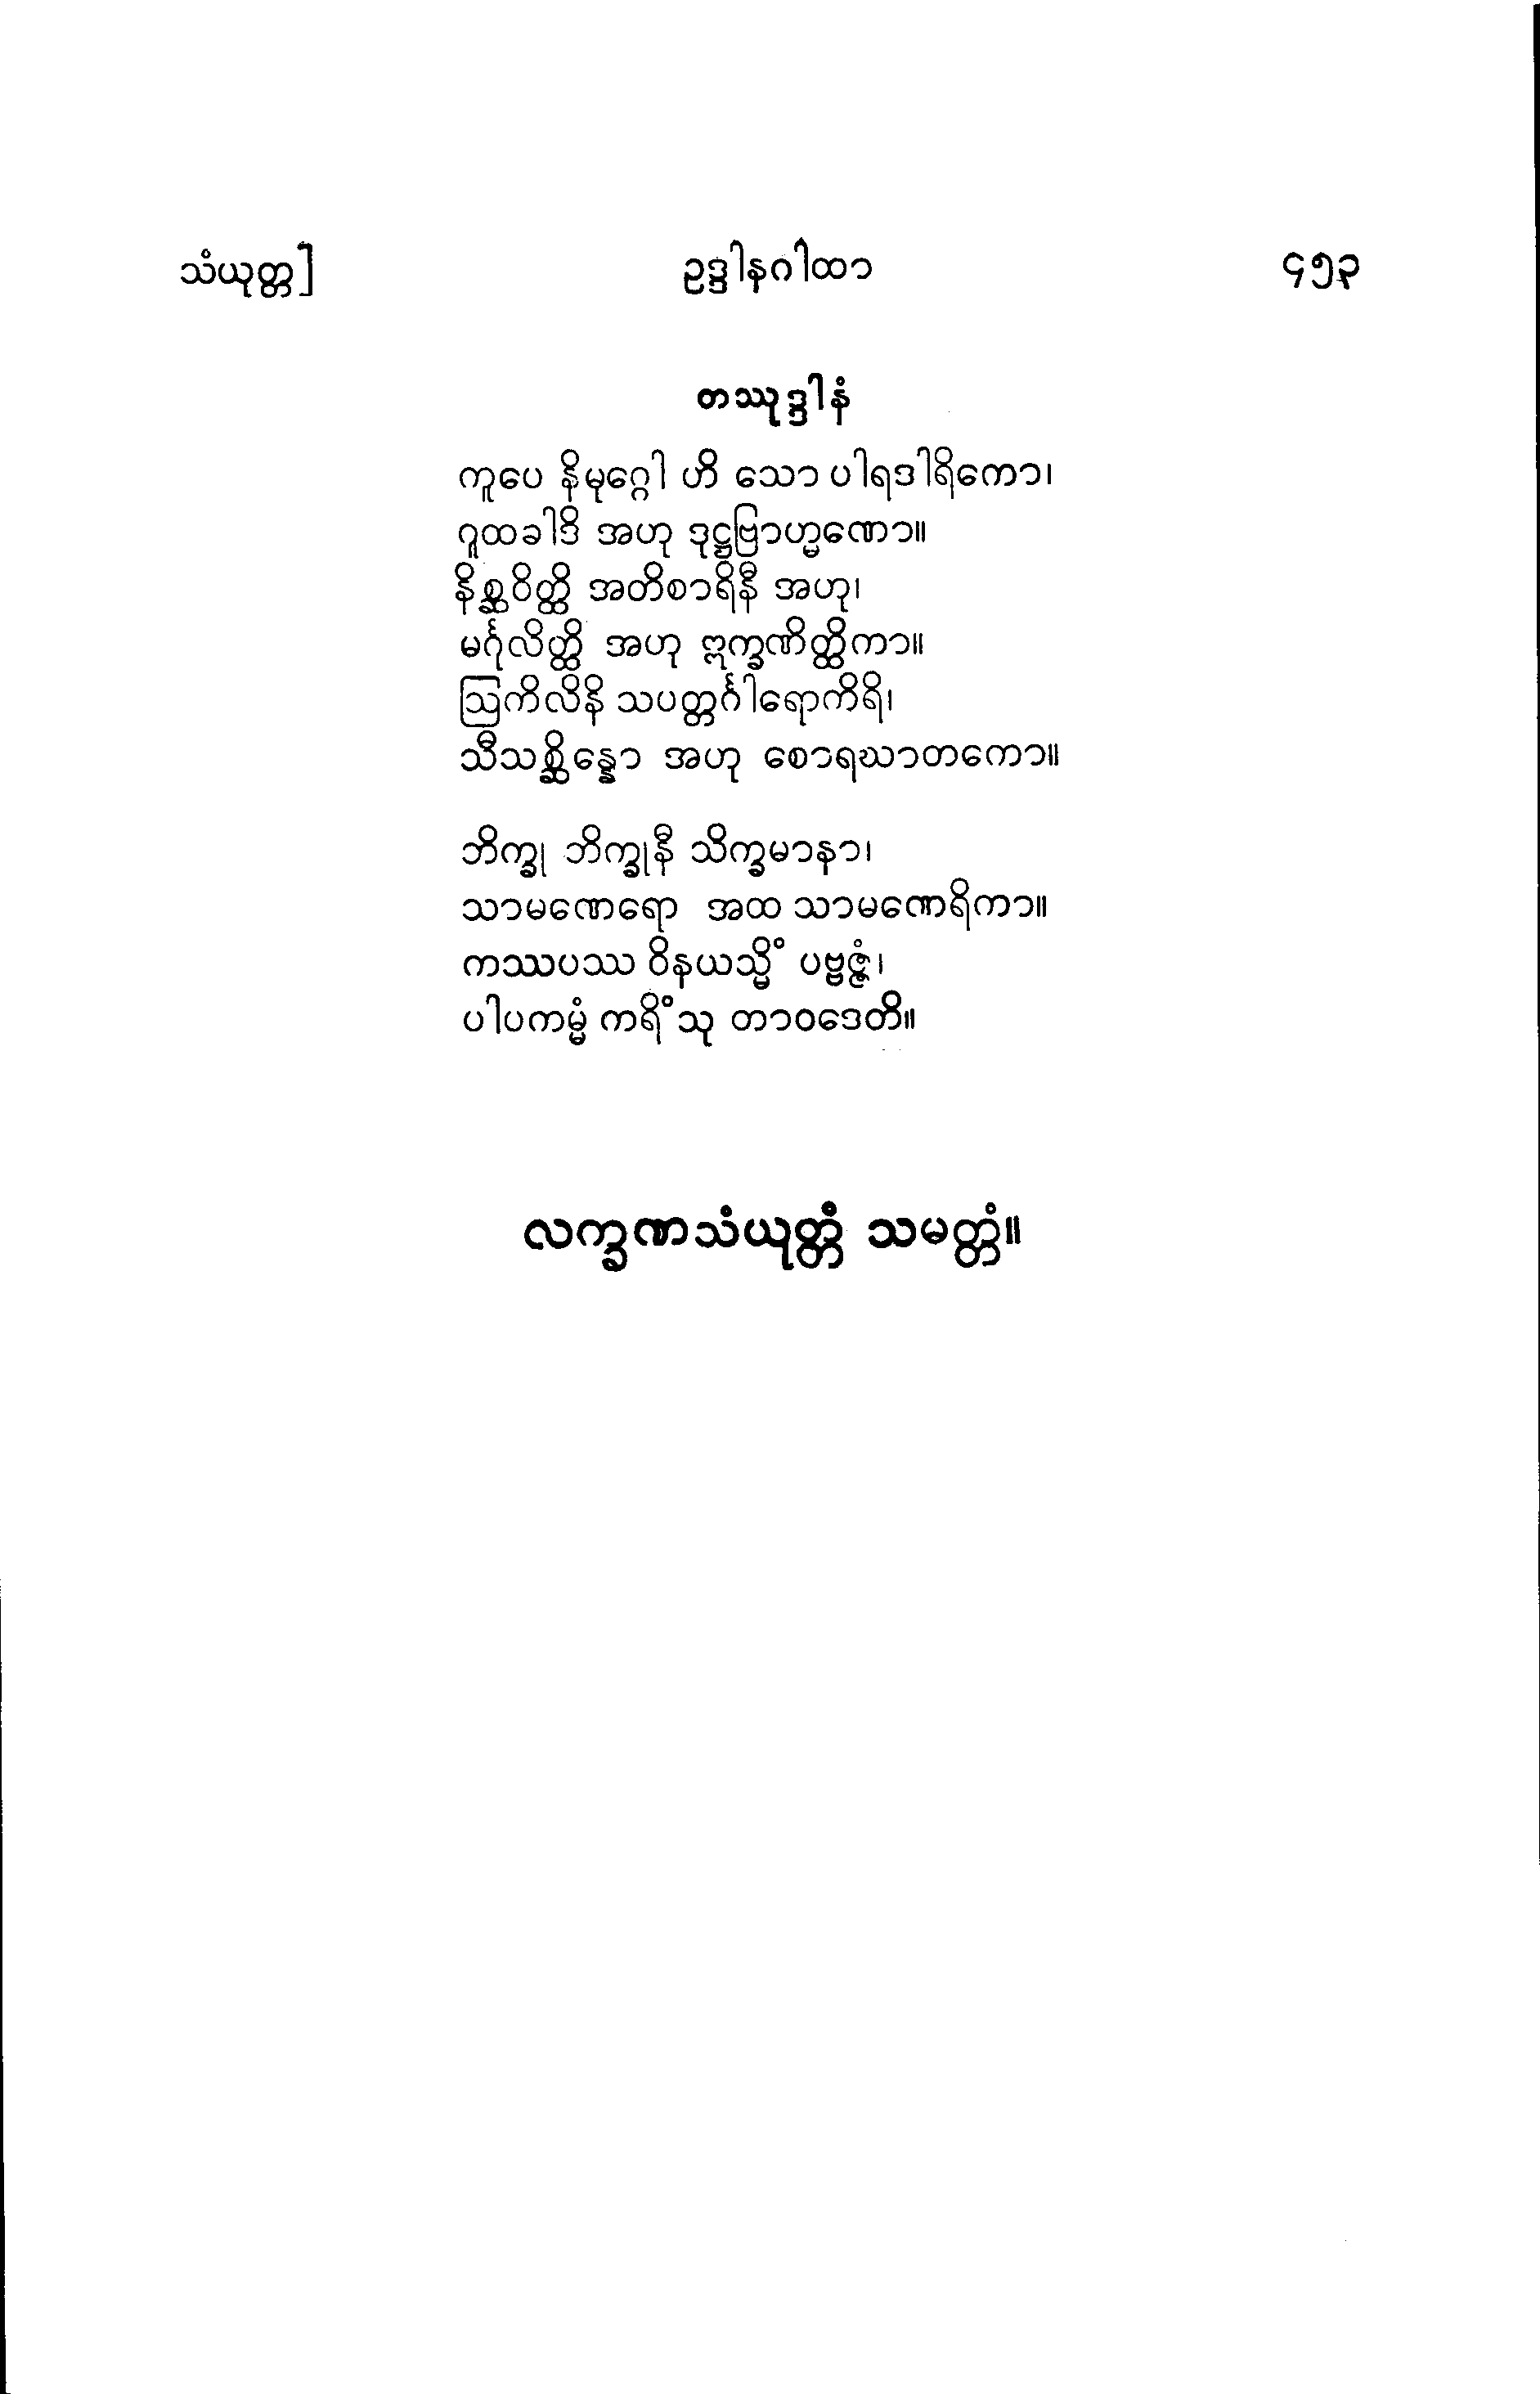 သံယုတ္တ] ဥဒ္ဒါနဂါထာ ၄၅၃
တဿုဒ္ဒါနံ
ကူပေ နိမုဂ္ဂေါ ဟိ သော ပါရဒါရိကော၊
ဂူထခါဒိ အဟု ဒုဋ္ဌဗြာဟ္မဏော။
နိစ္ဆဝိတ္ထိ အတိစာရိနီ အဟု၊
မင်္ဂုလိတ္ထိ အဟု ဣက္ခဏိတ္ထိကာ။
ဩကိလိနိ သပတ္တင်္ဂါရောကိရိ၊
သီသစ္ဆိန္နော အဟု စောရဃာတကော။
ဘိက္ခု ဘိက္ခုနီ သိက္ခမာနာ၊
သာမဏေရော အထ သာမဏေရိကာ။
ကဿပဿ ဝိနယသ္မိံ ပဗ္ဗဇ္ဇံ၊
ပါပကမ္မံ ကရိံသု တာဝဒေတိ။
လက္ခဏသံယုတ္တံ သမတ္တံ။